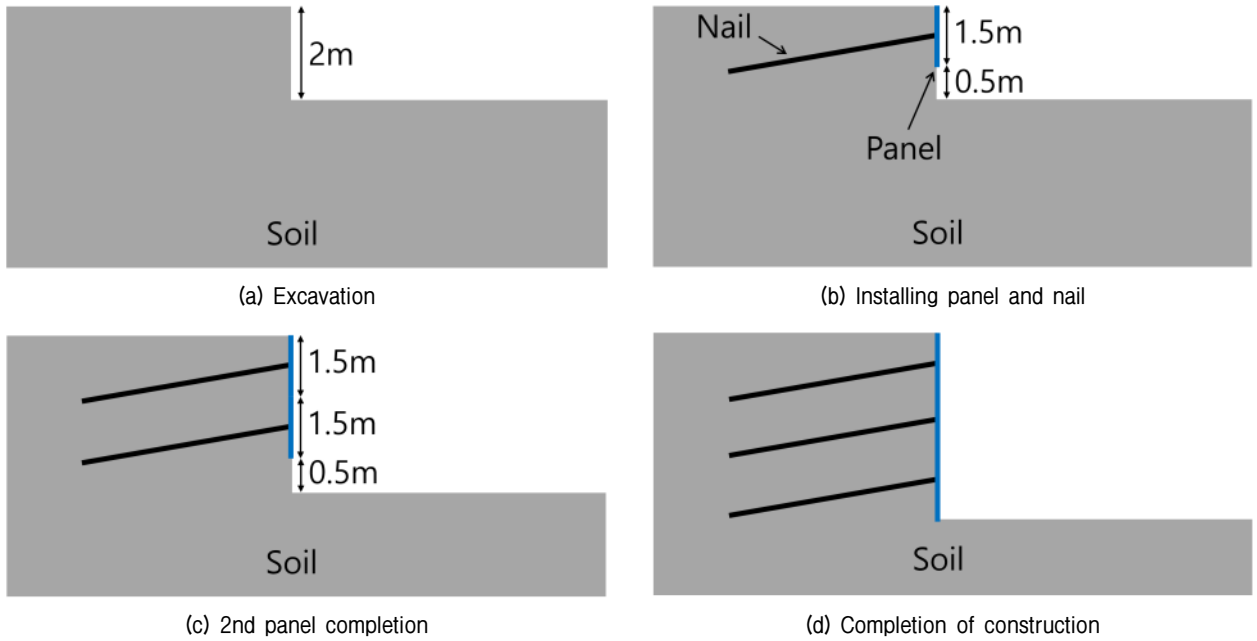 2m
Soil
(a) Excavation
Nail
1.5m
0.5m
Panel
Soil
(b) Installing panel and nail
1.5m
1.5m
0.5m
Soil
(c) 2nd panel completion
Soil
(d) Completion of construction